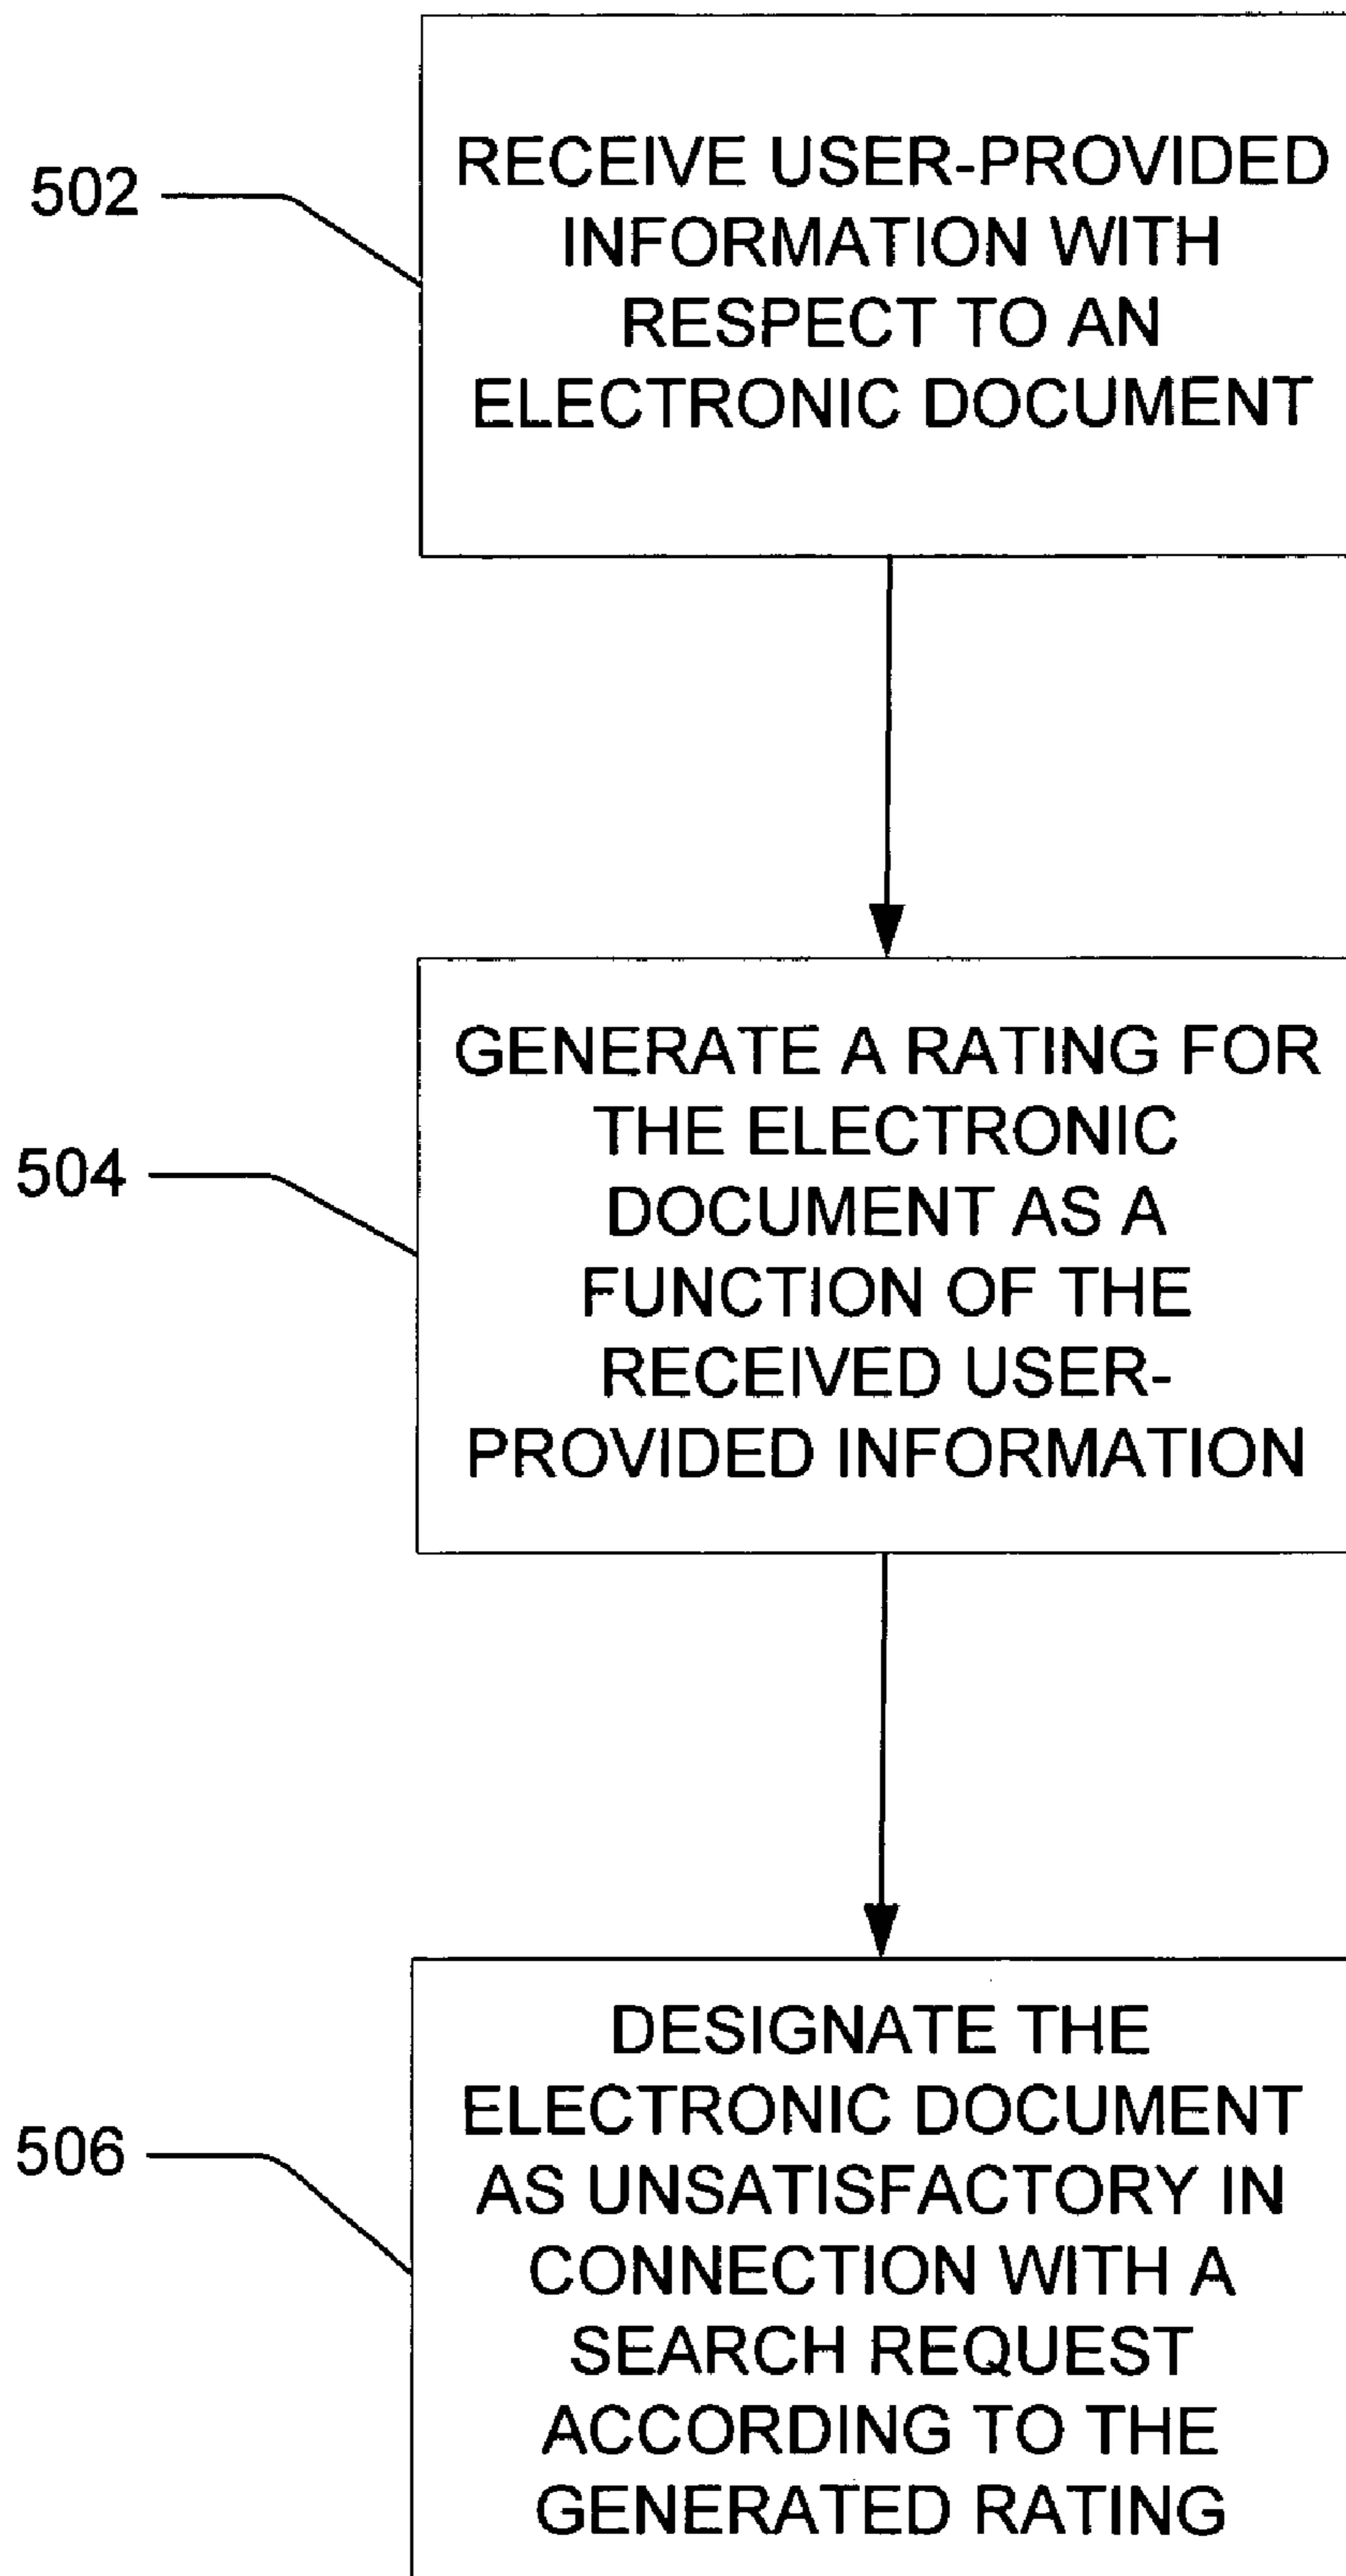 502
RECEIVE USER-PROVIDED
INFORMATION WITH
RESPECT TO AN
ELECTRONIC DOCUMENT
504
GENERATE A RATING FOR
THE ELECTRONIC
DOCUMENT AS A
FUNCTION OF THE
RECEIVED USER-
PROVIDED INFORMATION
506
DESIGNATE THE
ELECTRONIC DOCUMENT
AS UNSATISFACTORY IN
CONNECTION WITH A
SEARCH REQUEST
ACCORDING TO THE
GENERATED RATING